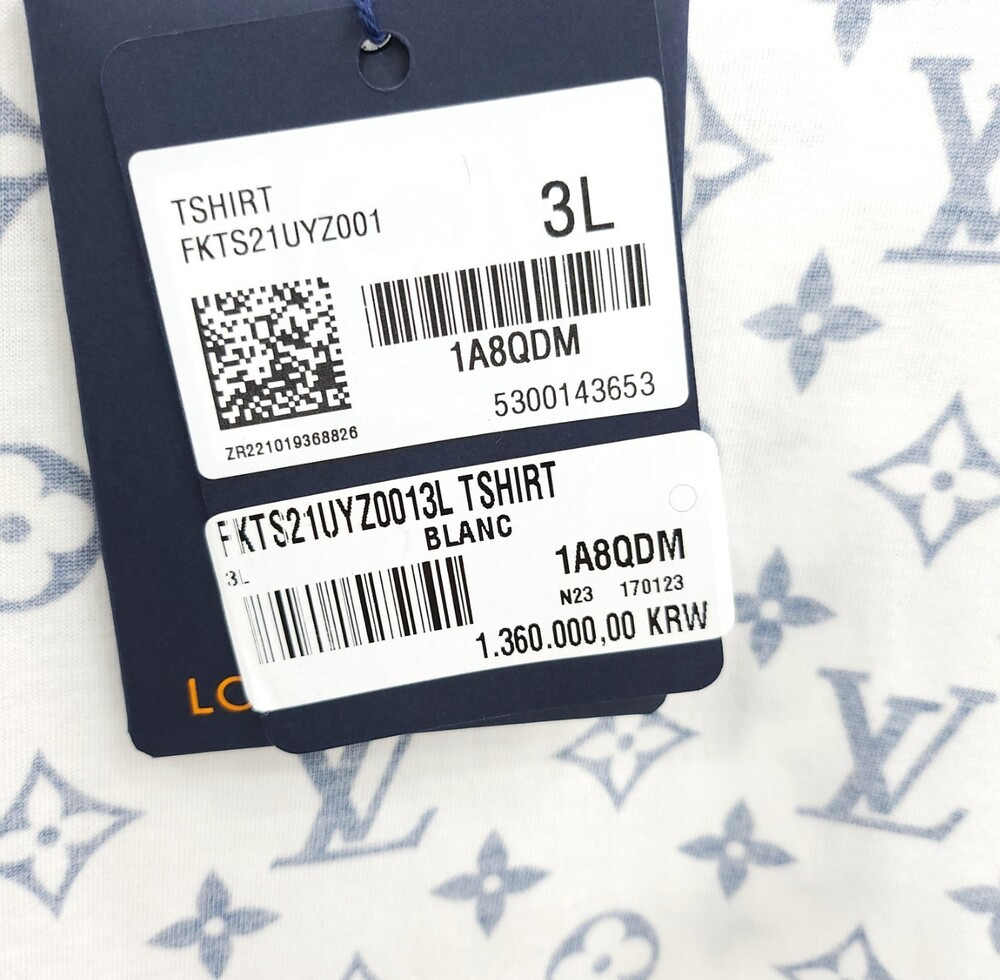 TSHIRT
FKTS21UYZ001
3L
1A8QDM
5300143653
ZR221019368826
FKTS21UYZ0013L TSHIRT
BLANC
3L
1A8QDM
N23 170123
1.360.000,00 KRW
LO